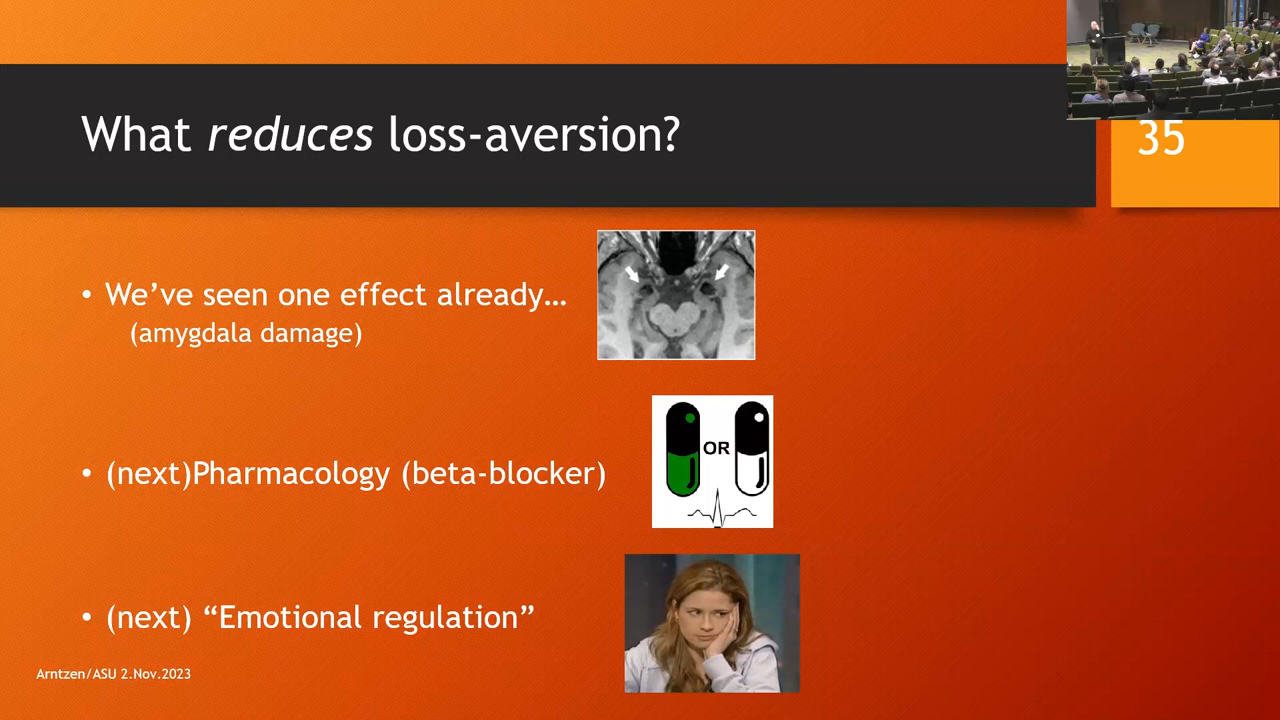 What reduces loss-aversion?
35
• We’ve seen one effect already…
(amygdala damage)
OR
• (next)Pharmacology (beta-blocker)
• (next) “Emotional regulation”
Arntzen/ASU 2.Nov.2023